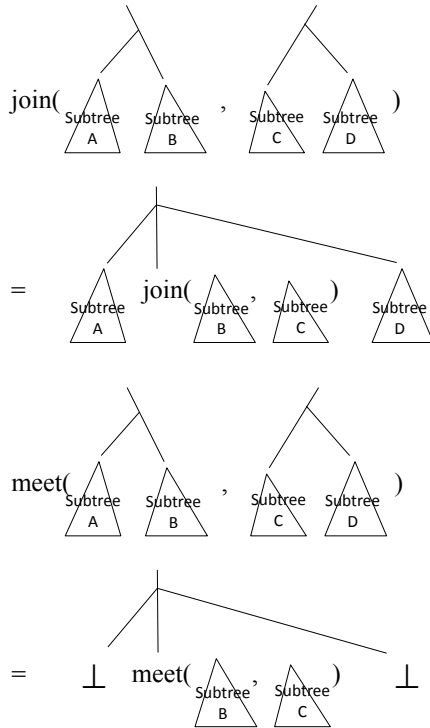 join( Subtree A Subtree B , Subtree C Subtree D )
= Subtree A join( Subtree B , Subtree C ) Subtree D
meet( Subtree A Subtree B , Subtree C Subtree D )
= ⊥ meet( Subtree B , Subtree C ) ⊥